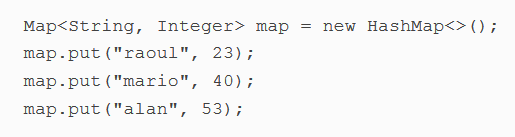 Map<String, Integer> map = new HashMap<>();
map.put("raoul", 23);
map.put("mario", 40);
map.put("alan", 53);